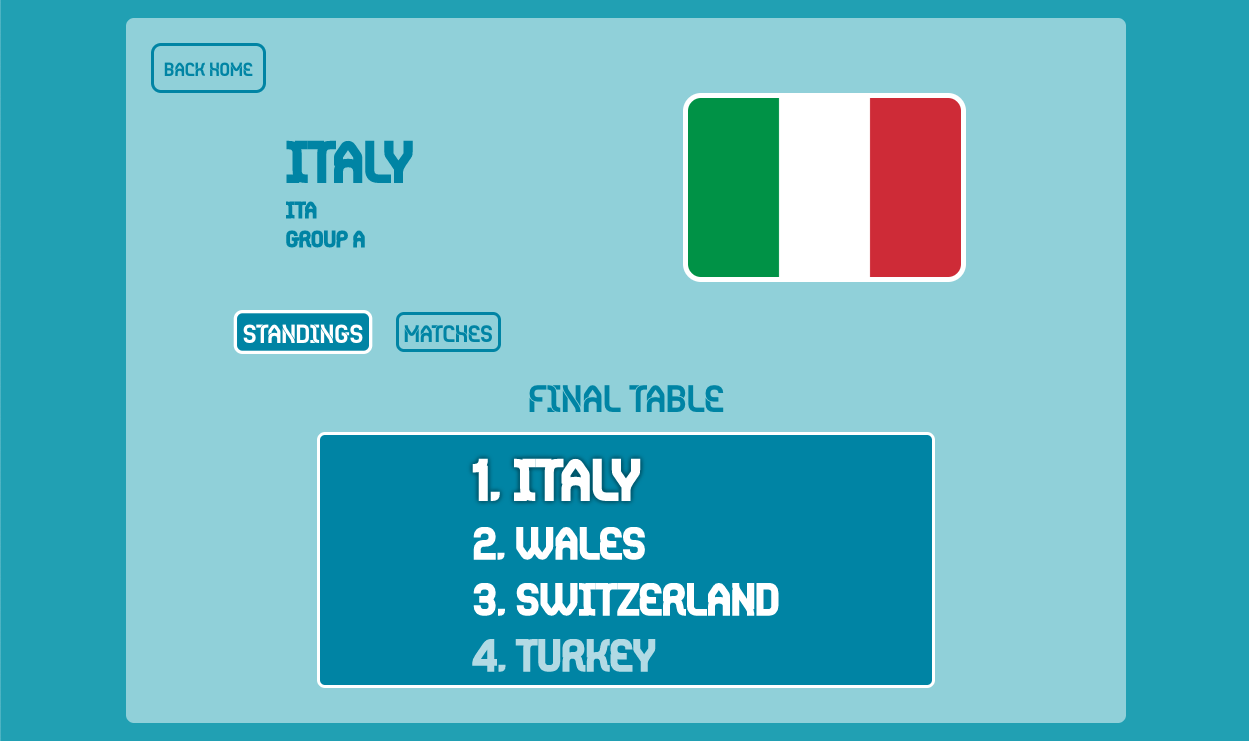 BACK HOME
ITALY
ITA
GROUP A
STANDINGS
MATCHES
FINAL TABLE
1. ITALY
2. WALES
3. SWITZERLAND
4. TURKEY